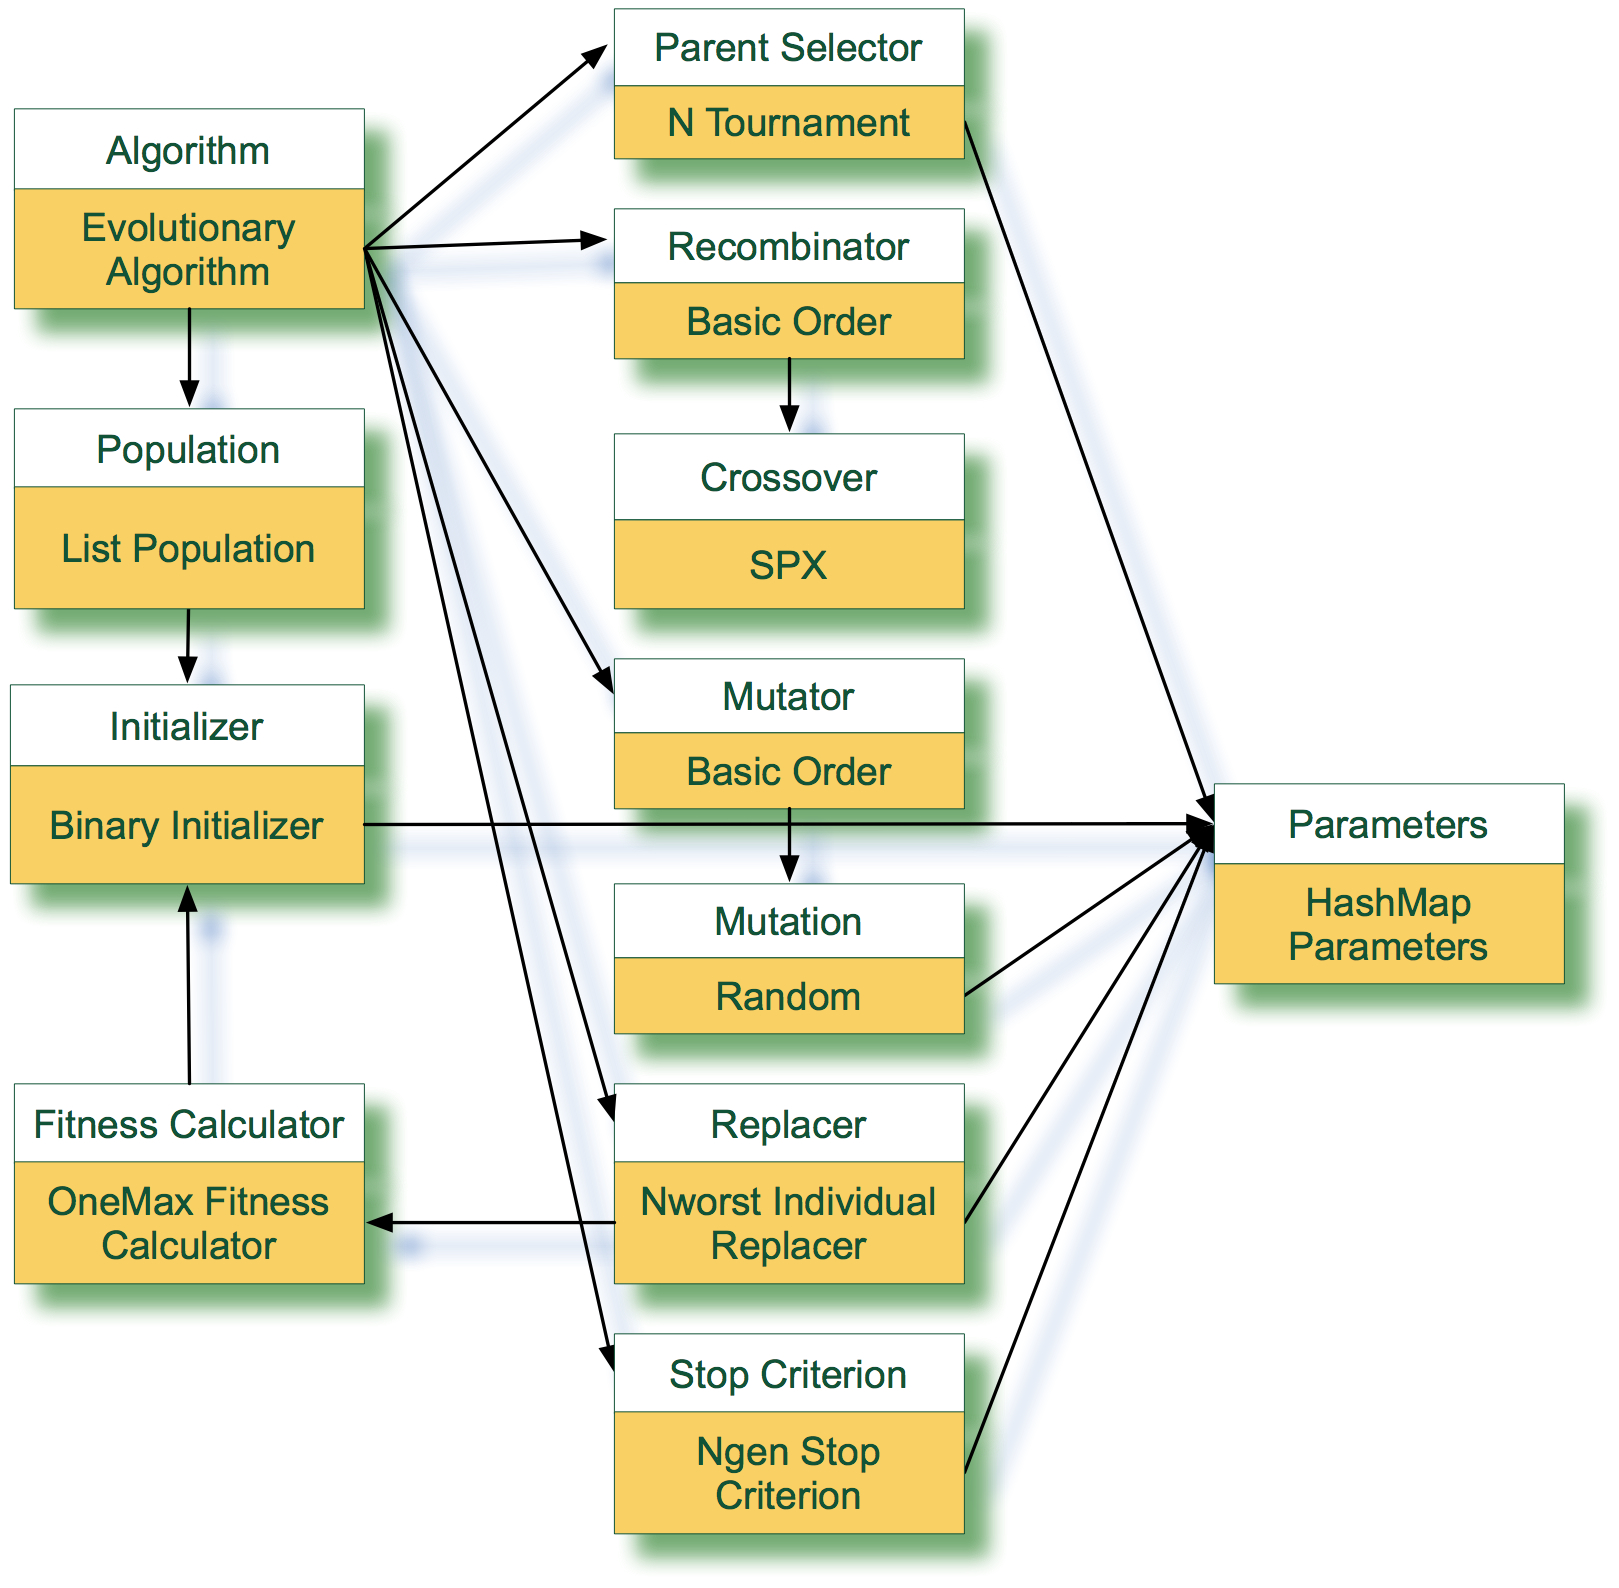 Parent Selector
N Tournament
Algorithm
Evolutionary
Algorithm
Recombinator
Basic Order
Population
List Population
Crossover
SPX
Initializer
Binary Initializer
Mutator
Basic Order
Parameters
HashMap
Parameters
Mutation
Random
Fitness Calculator
OneMax Fitness
Calculator
Replacer
Nworst Individual
Replacer
Stop Criterion
Ngen Stop
Criterion